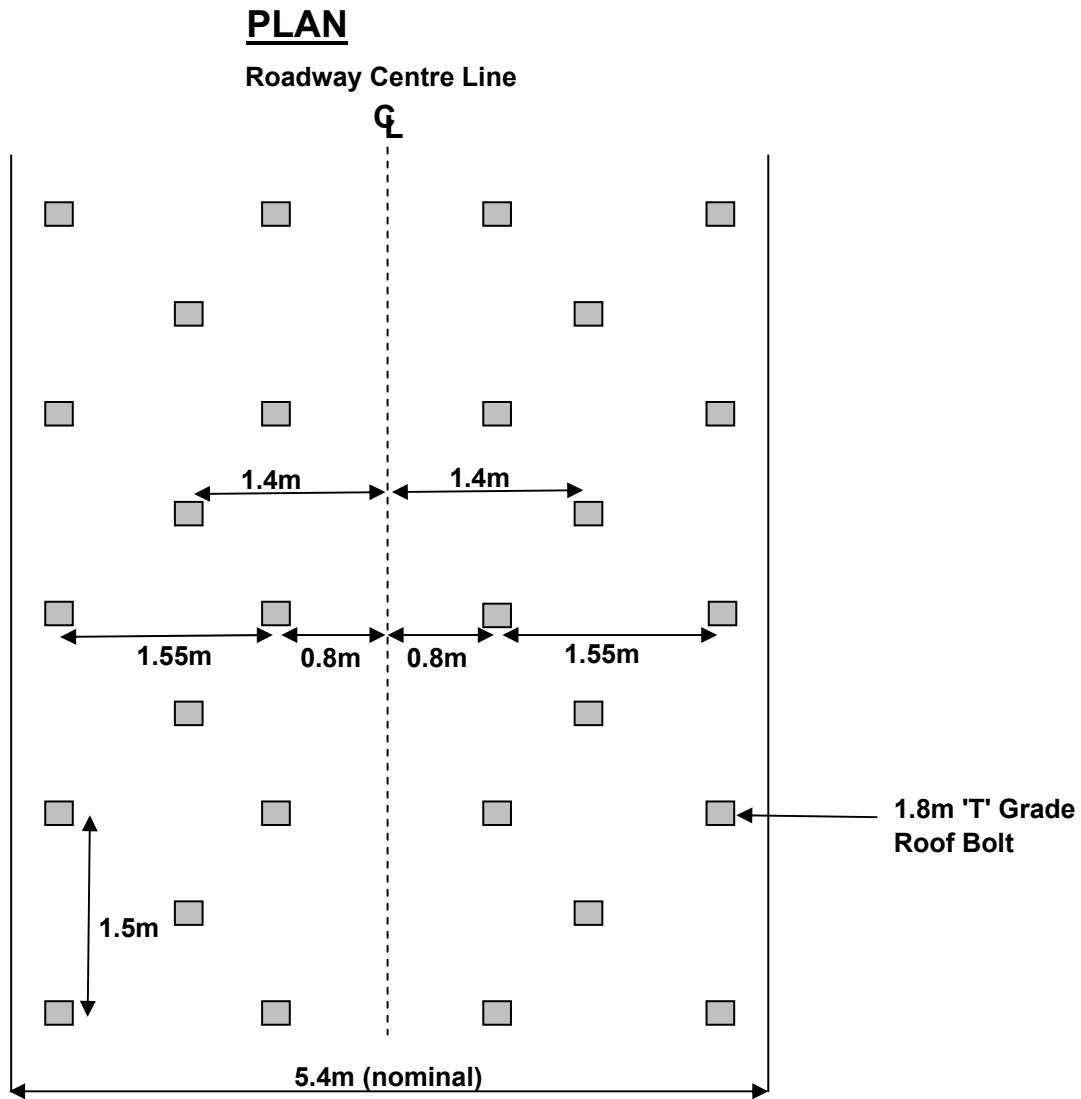 PLAN
Roadway Centre Line
CL
1.4m
1.4m
1.55m
0.8m
0.8m
1.55m
1.8m 'T' Grade
Roof Bolt
1.5m
5.4m (nominal)